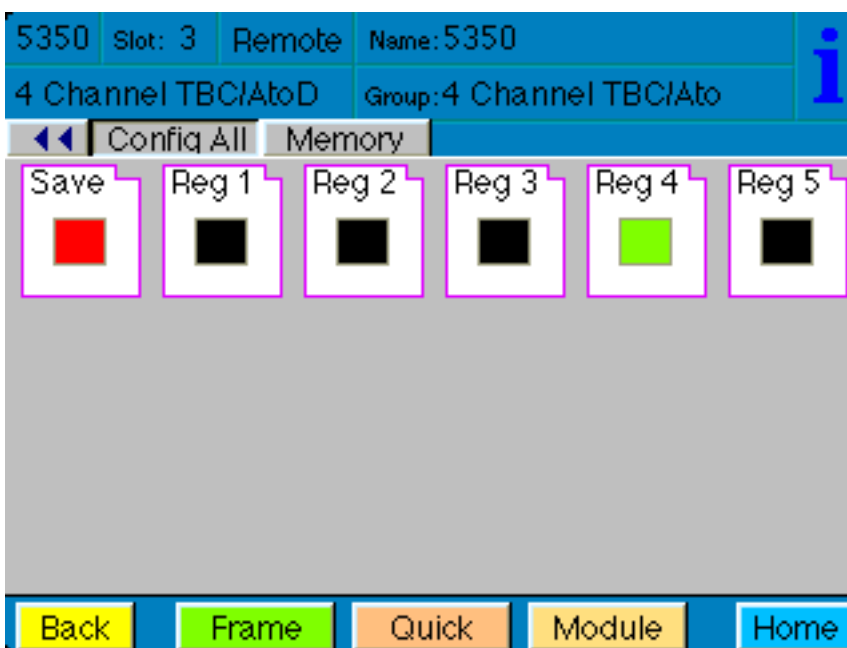 5350 Slot: 3 Remote Name:5350 i
4 Channel TBC/AtoD Group:4 Channel TBC/Ato
Config All Memory
Save Reg 1 Reg 2 Reg 3 Reg 4 Reg 5
Back Frame Quick Module Home